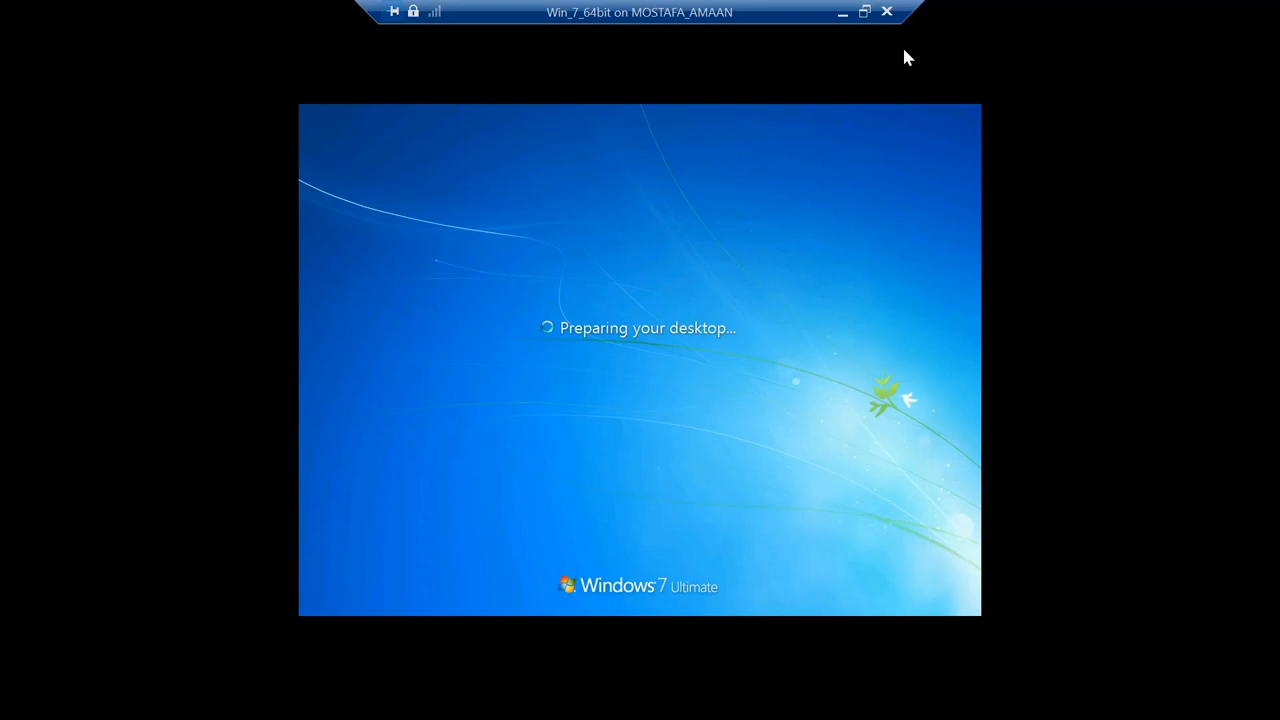 Win_7_64bit on MOSTAFA_AMAAN
Preparing your desktop...
Windows 7 Ultimate